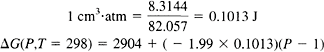 1 cm³·atm = 8.3144/82.057 = 0.1013 J
ΔG(P,T = 298) = 2904 + ( − 1.99 × 0.1013)(P − 1)